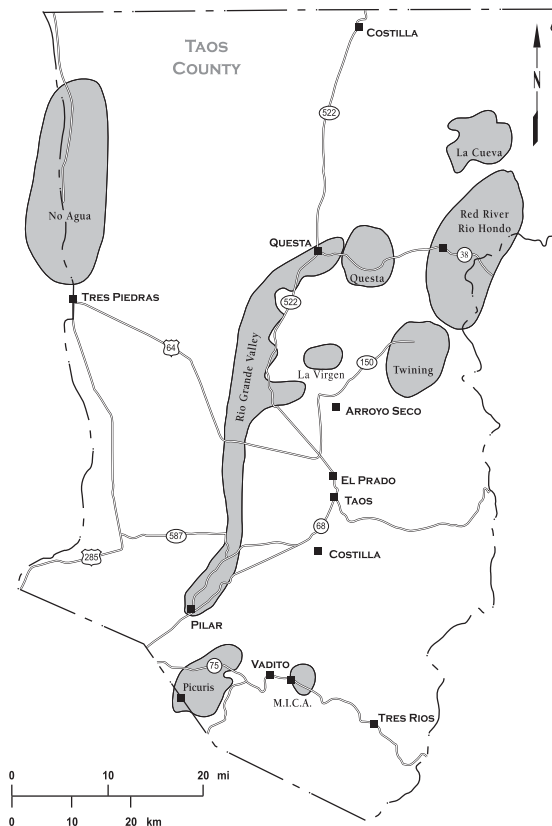 TAOS
COUNTY
COSTILLA
522
N
La Cueva
No Agua
Red River
Rio Hondo
QUESTA
38
Questa
TRES PIEDRAS
522
64
Rio Grande Valley
La Virgen
150
Twining
ARROYO SECO
EL PRADO
TAOS
68
587
COSTILLA
285
PILAR
75
VADITO
Picuris
M.I.C.A.
TRES RIOS
0 10 20 mi
0 10 20 km